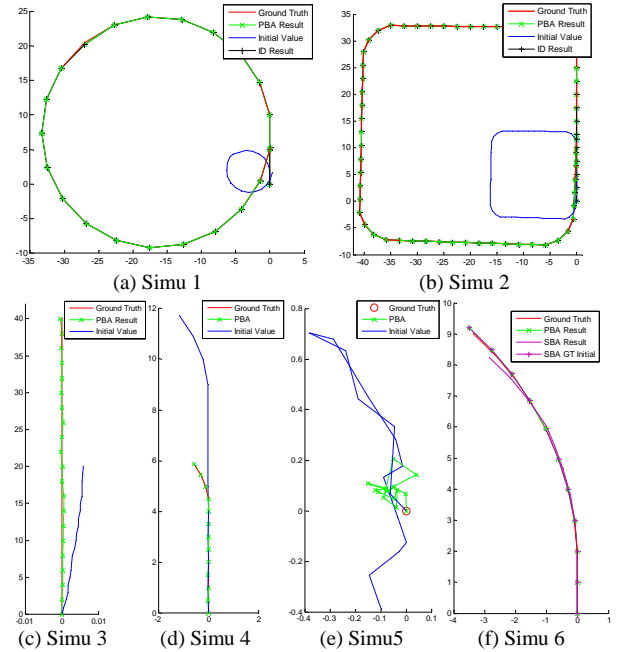 25
20
15
10
5
0
-5
-10
-35 -30 -25 -20 -15 -10 -5 0 5
Ground Truth
PBA Result
Initial Value
ID Result
(a) Simu 1
35
30
25
20
15
10
5
0
-5
-10
-40 -35 -30 -25 -20 -15 -10 -5 0
Ground Truth
PBA Result
Initial Value
ID Result
(b) Simu 2
40
35
30
25
20
15
10
5
0
-0.01 0 0.01
Ground Truth
PBA Result
Initial Value
(c) Simu 3
12
10
8
6
4
2
0
-2 0 2
Ground Truth
PBA
Initial Value
(d) Simu 4
0.8
0.6
0.4
0.2
0
-0.2
-0.4
-0.4 -0.3 -0.2 -0.1 0 0.1
Ground Truth
PBA
Initial Value
(e) Simu5
10
9
8
7
6
5
4
3
2
1
0
-4 -3 -2 -1 0 1
Ground Truth
PBA Result
SBA Result
SBA GT Initial
(f) Simu 6